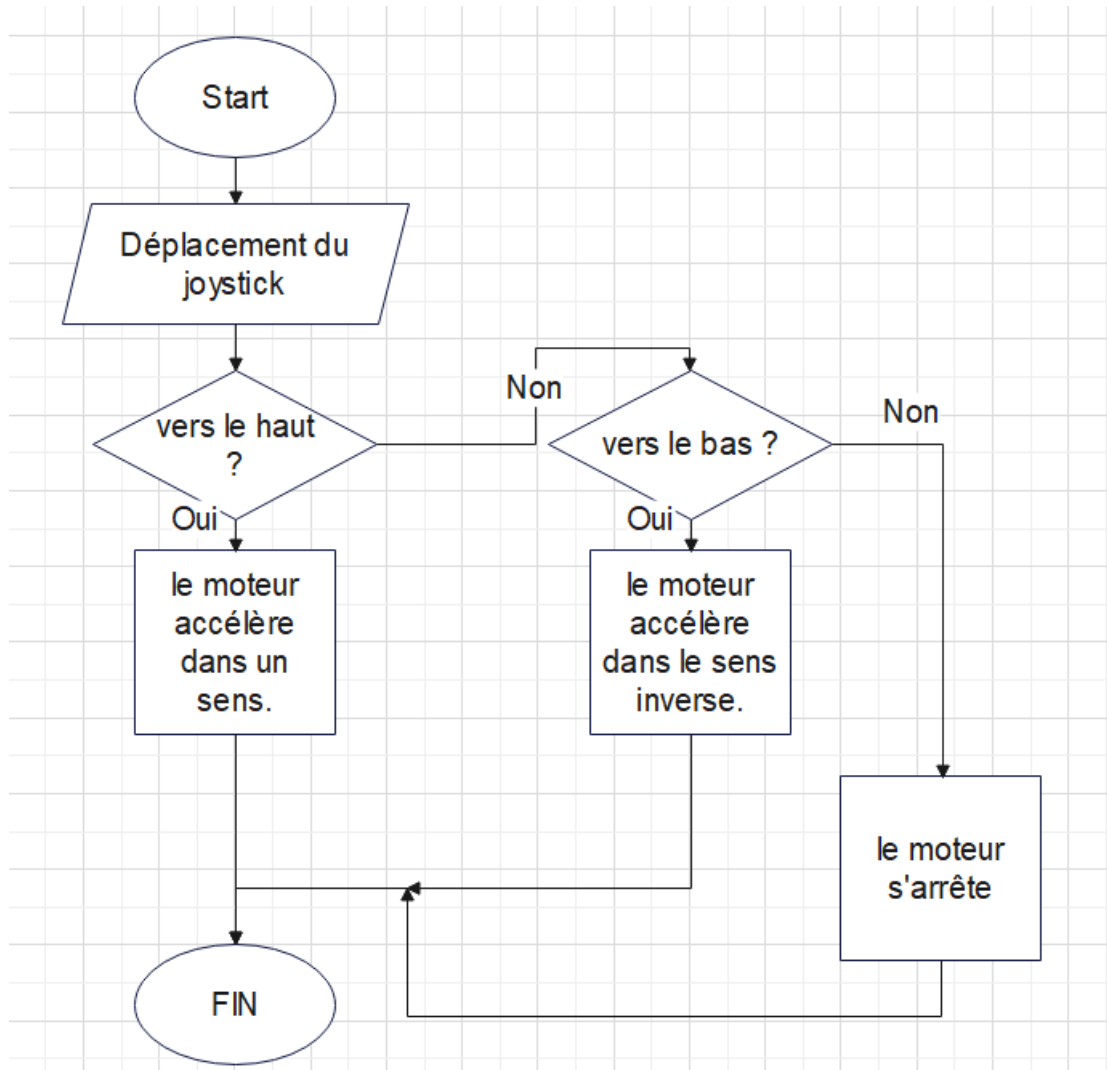 Start
Déplacement du
joystick
vers le haut
?
Non
vers le bas ?
Non
Oui
Oui
le moteur
accélère
dans un
sens.
le moteur
accélère
dans le sens
inverse.
le moteur
s'arrête
FIN